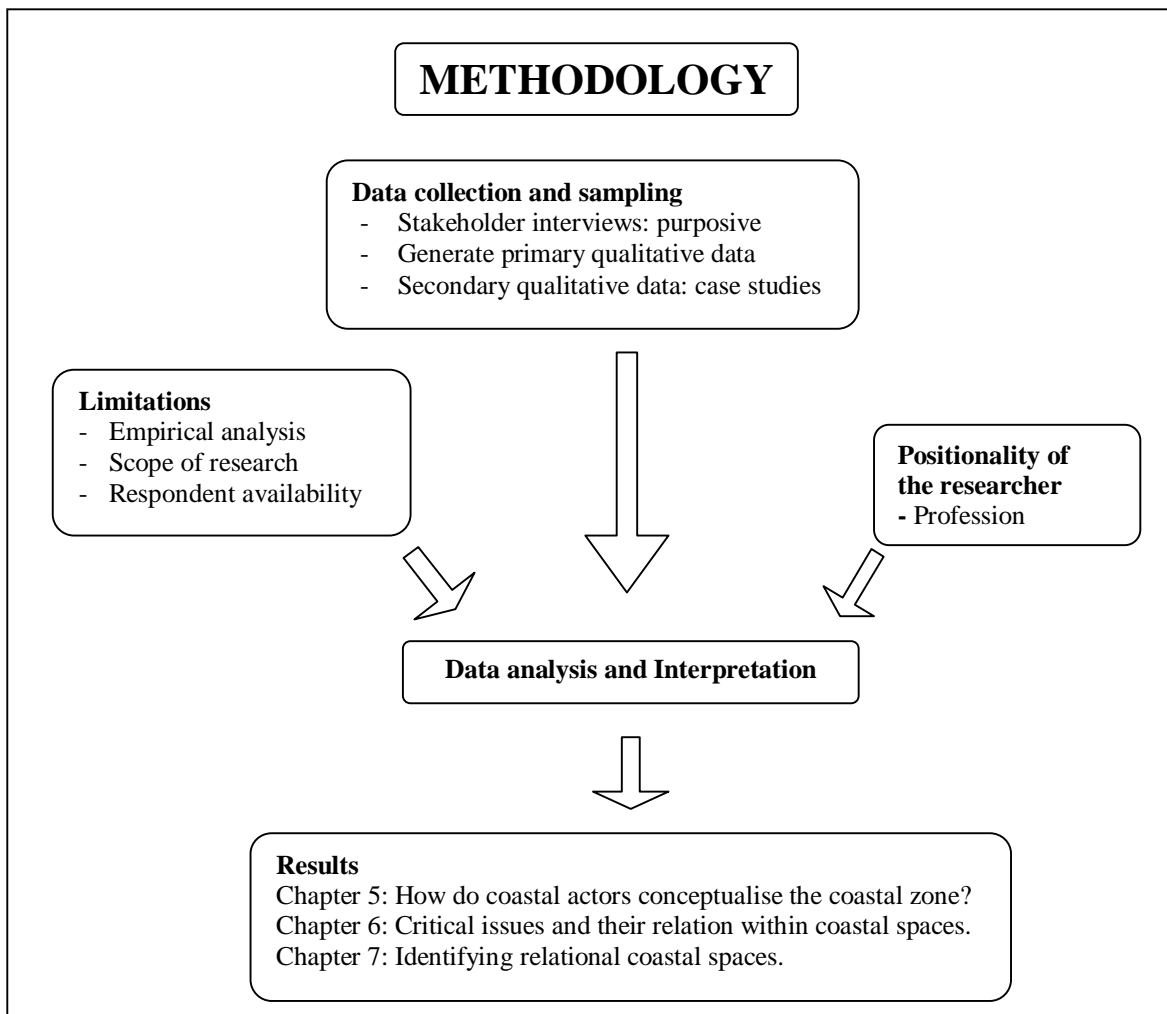 METHODOLOGY
Data collection and sampling
- Stakeholder interviews: purposive
- Generate primary qualitative data
- Secondary qualitative data: case studies
Limitations
- Empirical analysis
- Scope of research
- Respondent availability
Positionality of
the researcher
- Profession
Data analysis and Interpretation
Results
Chapter 5: How do coastal actors conceptualise the coastal zone?
Chapter 6: Critical issues and their relation within coastal spaces.
Chapter 7: Identifying relational coastal spaces.